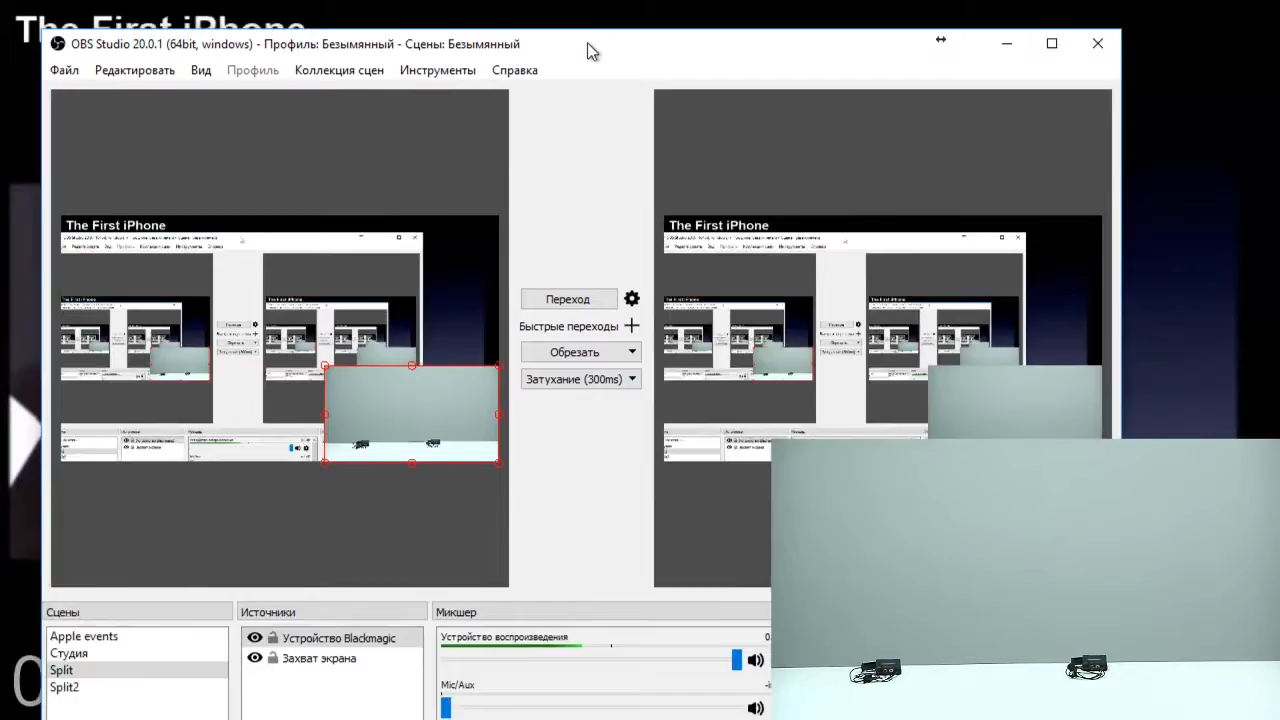 The First iPhone
OBS Studio 20.0.1 (64bit, windows) - Профиль: Безымянный - Сцены: Безымянный
Файл Редактировать Вид Профиль Коллекция сцен Инструменты Справка
The First iPhone
The First iPhone
Переход
Быстрые переходы
Обрезать
Затухание (300ms)
Сцены
Источники
Микшер
Apple events
Студия
Split
Split2
Устройство Blackmagic
Захват экрана
Устройство воспроизведения
0.
Mic/Aux
-i
0